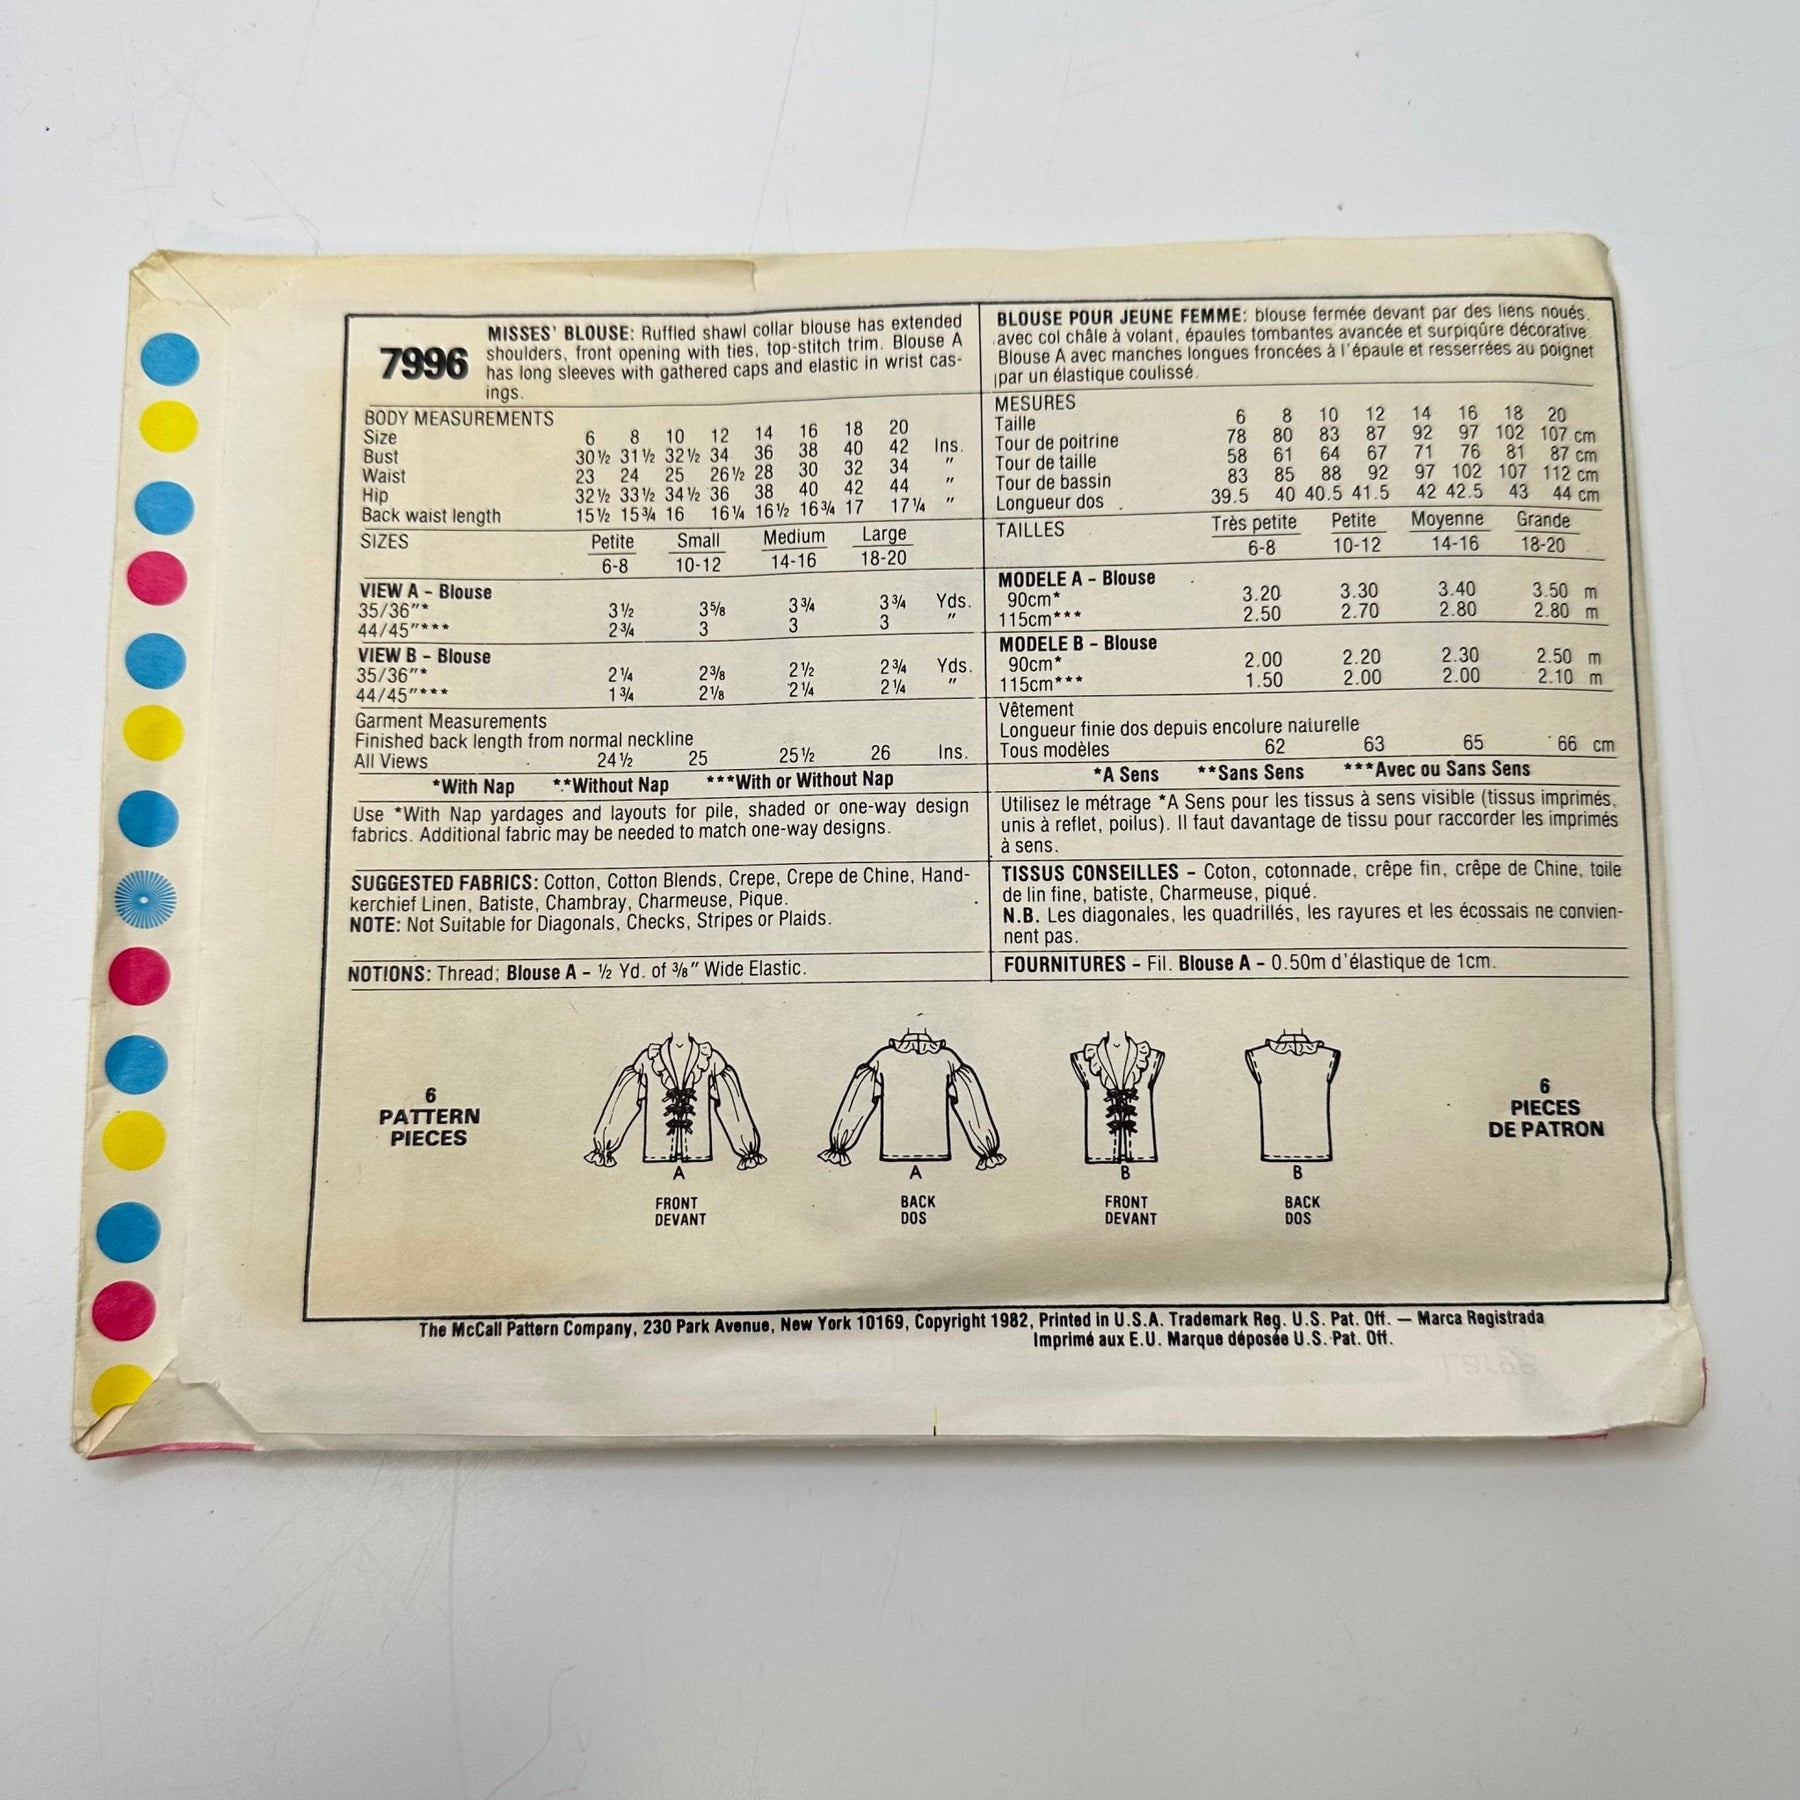 7996
MISSES' BLOUSE: Ruffled shawl collar blouse has extended
shoulders, front opening with ties, top-stitch trim. Blouse A
has long sleeves with gathered caps and elastic in wrist cas-
ings.
BODY MEASUREMENTS
Size 6 8 10 12 14 16 18 20
Bust 30½ 31½ 32½ 34 36 38 40 42 Ins.
Waist 23 24 25 26½ 28 30 32 34 "
Hip 32½ 33½ 34½ 36 38 40 42 44 "
Back waist length 15½ 15¾ 16 16¼ 16½ 16¾ 17 17¼ "
SIZES Petite Small Medium Large
6-8 10-12 14-16 18-20
VIEW A - Blouse
35/36"* 3½ 3⅝ 3¾ 3¾ Yds.
44/45"*** 2¾ 3 3 3 "
VIEW B - Blouse
35/36"* 2¼ 2⅜ 2½ 2¾ Yds.
44/45"*** 1¾ 2⅛ 2¼ 2¼ "
Garment Measurements
Finished back length from normal neckline
All Views 24½ 25 25½ 26 Ins.
*With Nap **Without Nap ***With or Without Nap
Use *With Nap yardages and layouts for pile, shaded or one-way design
fabrics. Additional fabric may be needed to match one-way designs.
SUGGESTED FABRICS: Cotton, Cotton Blends, Crepe, Crepe de Chine, Hand-
kerchief Linen, Batiste, Chambray, Charmeuse, Pique.
NOTE: Not Suitable for Diagonals, Checks, Stripes or Plaids.
NOTIONS: Thread; Blouse A - ½ Yd. of ⅜" Wide Elastic.
BLOUSE POUR JEUNE FEMME: blouse fermée devant par des liens noués,
avec col châle à volant, épaules tombantes avancée et surpiqûre décorative.
Blouse A avec manches longues froncées à l'épaule et resserrées au poignet
par un élastique coulissé.
MESURES
Taille 6 8 10 12 14 16 18 20
Tour de poitrine 78 80 83 87 92 97 102 107 cm
Tour de taille 58 61 64 67 71 76 81 87 cm
Tour de bassin 83 85 88 92 97 102 107 112 cm
Longueur dos 39.5 40 40.5 41.5 42 42.5 43 44 cm
TAILLES Très petite Petite Moyenne Grande
6-8 10-12 14-16 18-20
MODELE A - Blouse
90cm* 3.20 3.30 3.40 3.50 m
115cm*** 2.50 2.70 2.80 2.80 m
MODELE B - Blouse
90cm* 2.00 2.20 2.30 2.50 m
115cm*** 1.50 2.00 2.00 2.10 m
Vêtement
Longueur finie dos depuis encolure naturelle
Tous modèles 62 63 65 66 cm
*A Sens **Sans Sens ***Avec ou Sans Sens
Utilisez le métrage *A Sens pour les tissus à sens visible (tissus imprimés,
unis à reflet, poilus). Il faut davantage de tissu pour raccorder les imprimés
à sens.
TISSUS CONSEILLES - Coton, cotonnade, crêpe fin, crêpe de Chine, toile
de lin fine, batiste, Charmeuse, piqué.
N.B. Les diagonales, les quadrillés, les rayures et les écossais ne convien-
nent pas.
FOURNITURES - Fil. Blouse A - 0.50m d'élastique de 1cm.
6
PATTERN
PIECES
A
FRONT
DEVANT
A
BACK
DOS
B
FRONT
DEVANT
B
BACK
DOS
6
PIECES
DE PATRON
The McCall Pattern Company, 230 Park Avenue, New York 10169, Copyright 1982, Printed in U.S.A. Trademark Reg. U.S. Pat. Off. — Marca Registrada
Imprimé aux E.U. Marque déposée U.S. Pat. Off.